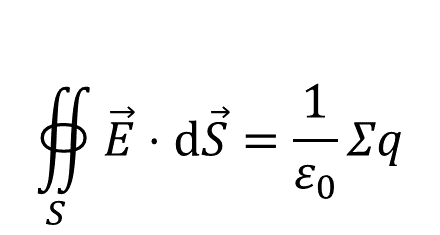 ∯_S E⃗ · dS⃗ = 1/ε₀ Σq